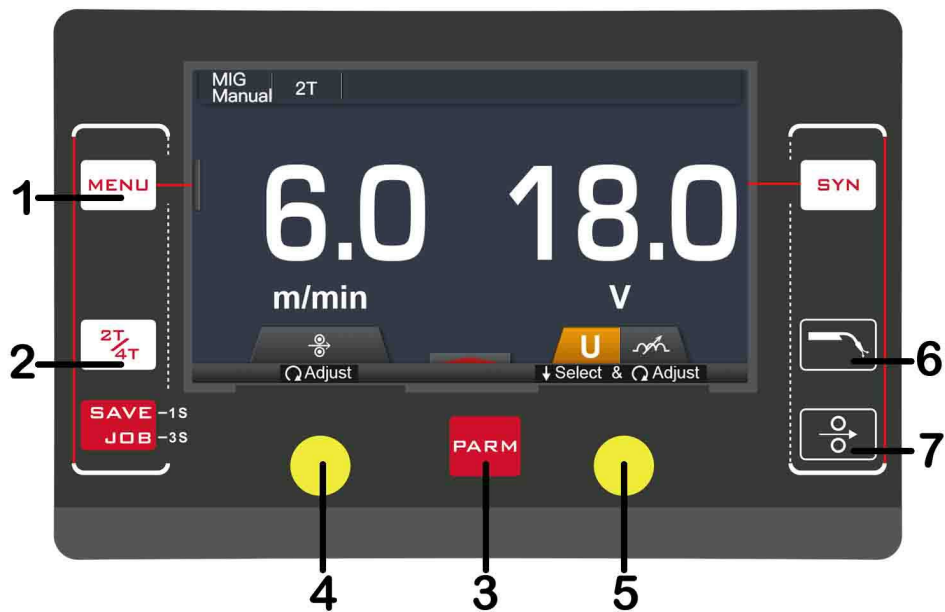 MIG
Manual
2T
MENU
SYN
6.0
18.0
m/min
V
2T/4T
U
Adjust
Select & Adjust
SAVE -1S
JOB -3S
PARM
1
2
3
4
5
6
7